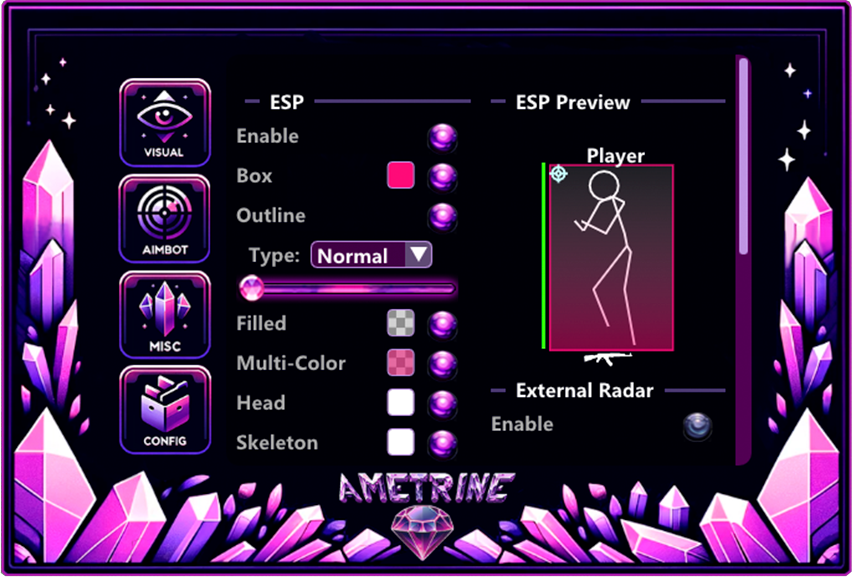 VISUAL
AIMBOT
MISC
CONFIG
ESP
Enable
Box
Outline
Type: Normal
Filled
Multi-Color
Head
Skeleton
ESP Preview
Player
External Radar
Enable
AMETRINE